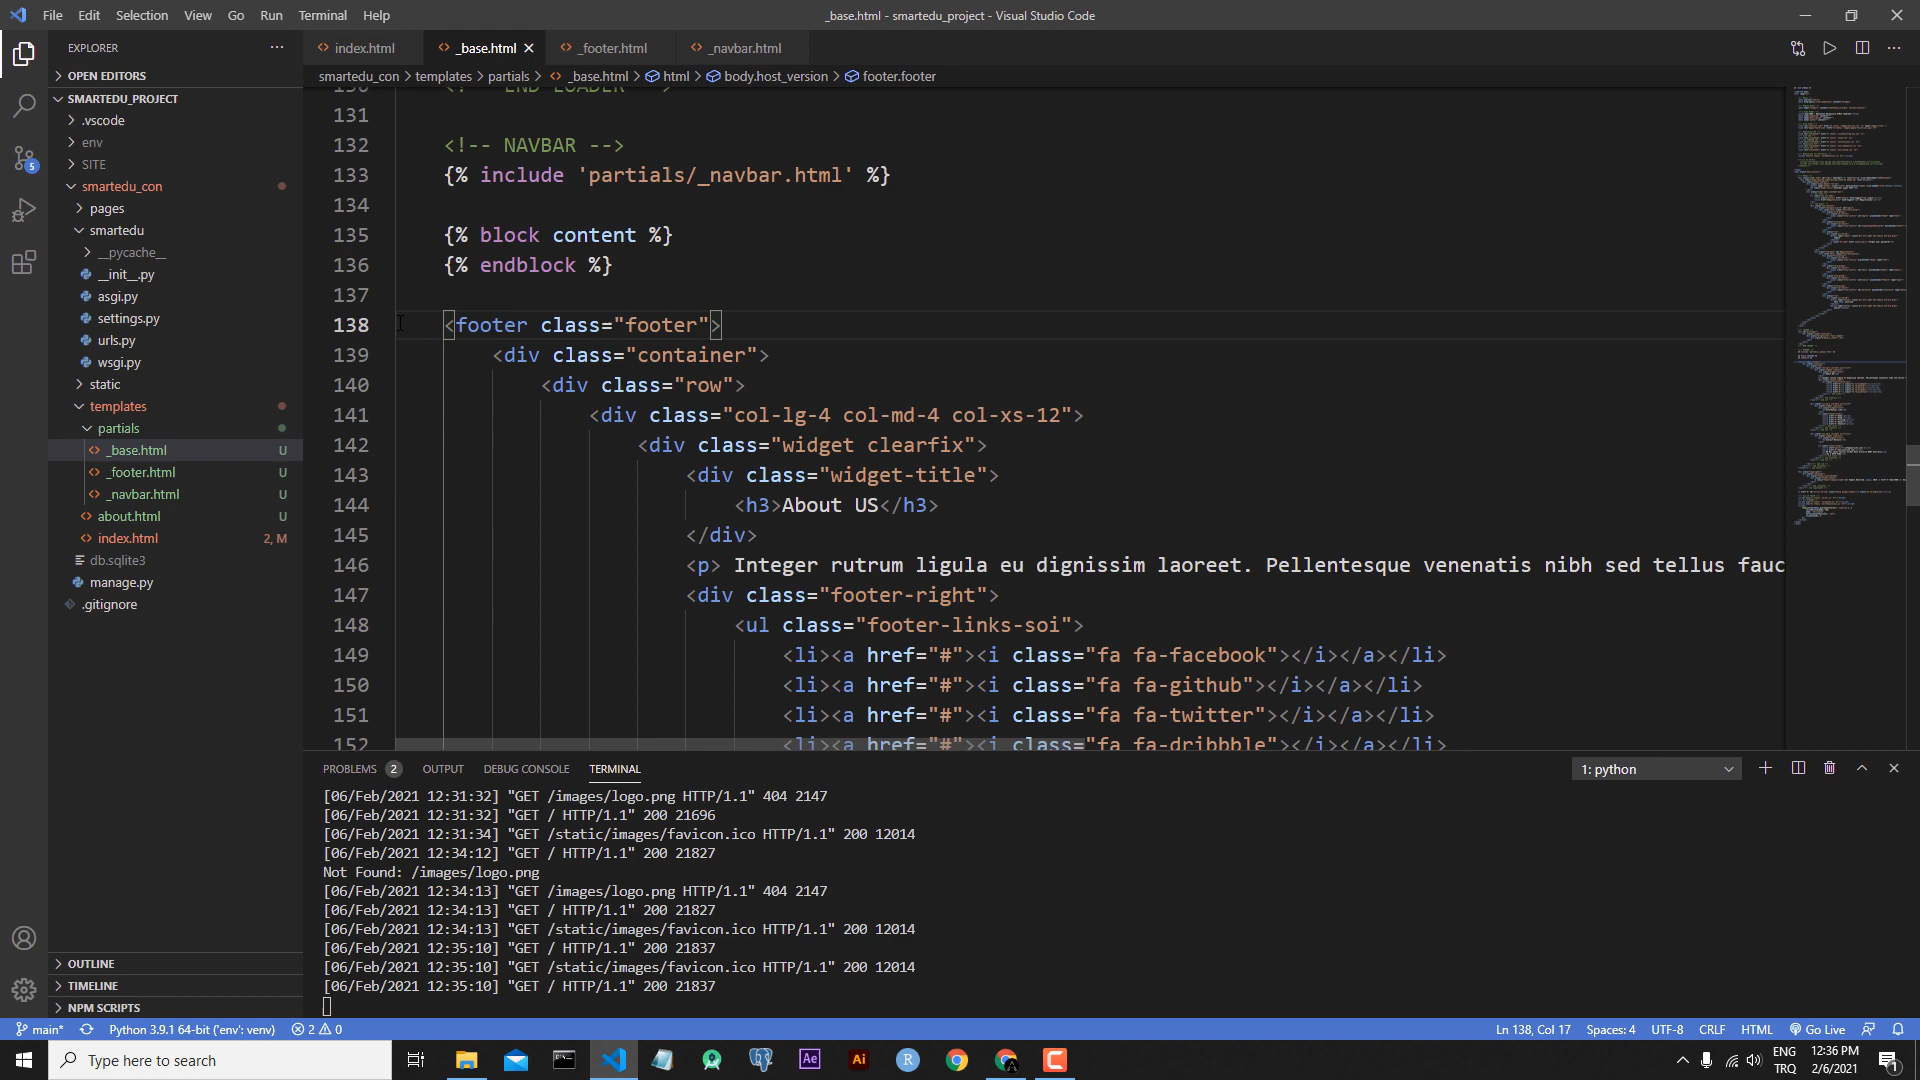 File Edit Selection View Go Run Terminal Help
_base.html - smartedu_project - Visual Studio Code
EXPLORER
index.html
_base.html
_footer.html
_navbar.html
OPEN EDITORS
smartedu_con > templates > partials > _base.html > html > body.host_version > footer.footer
SMARTEDU_PROJECT
.vscode
env
SITE
smartedu_con
pages
smartedu
__pycache__
__init__.py
asgi.py
settings.py
urls.py
wsgi.py
static
templates
partials
_base.html U
_footer.html U
_navbar.html U
about.html U
index.html 2, M
db.sqlite3
manage.py
.gitignore
OUTLINE
TIMELINE
NPM SCRIPTS
5
130 <!-- END LOADER -->
131
132 <!-- NAVBAR -->
133 {% include 'partials/_navbar.html' %}
134
135 {% block content %}
136 {% endblock %}
137
138 <footer class="footer">
139 <div class="container">
140 <div class="row">
141 <div class="col-lg-4 col-md-4 col-xs-12">
142 <div class="widget clearfix">
143 <div class="widget-title">
144 <h3>About US</h3>
145 </div>
146 <p> Integer rutrum ligula eu dignissim laoreet. Pellentesque venenatis nibh sed tellus fauc
147 <div class="footer-right">
148 <ul class="footer-links-soi">
149 <li><a href="#"><i class="fa fa-facebook"></i></a></li>
150 <li><a href="#"><i class="fa fa-github"></i></a></li>
151 <li><a href="#"><i class="fa fa-twitter"></i></a></li>
152 <li><a href="#"><i class="fa fa-dribbble"></i></a></li>
PROBLEMS 2 OUTPUT DEBUG CONSOLE TERMINAL
1: python
[06/Feb/2021 12:31:32] "GET /images/logo.png HTTP/1.1" 404 2147
[06/Feb/2021 12:31:32] "GET / HTTP/1.1" 200 21696
[06/Feb/2021 12:31:34] "GET /static/images/favicon.ico HTTP/1.1" 200 12014
[06/Feb/2021 12:34:12] "GET / HTTP/1.1" 200 21827
Not Found: /images/logo.png
[06/Feb/2021 12:34:13] "GET /images/logo.png HTTP/1.1" 404 2147
[06/Feb/2021 12:34:13] "GET / HTTP/1.1" 200 21827
[06/Feb/2021 12:34:13] "GET /static/images/favicon.ico HTTP/1.1" 200 12014
[06/Feb/2021 12:35:10] "GET / HTTP/1.1" 200 21837
[06/Feb/2021 12:35:10] "GET /static/images/favicon.ico HTTP/1.1" 200 12014
[06/Feb/2021 12:35:10] "GET / HTTP/1.1" 200 21837
main* Python 3.9.1 64-bit ('env': venv) 2 0
Ln 138, Col 17 Spaces: 4 UTF-8 CRLF HTML Go Live
Type here to search
Ae
Ai
R
ENG
TRQ
12:36 PM
2/6/2021
1